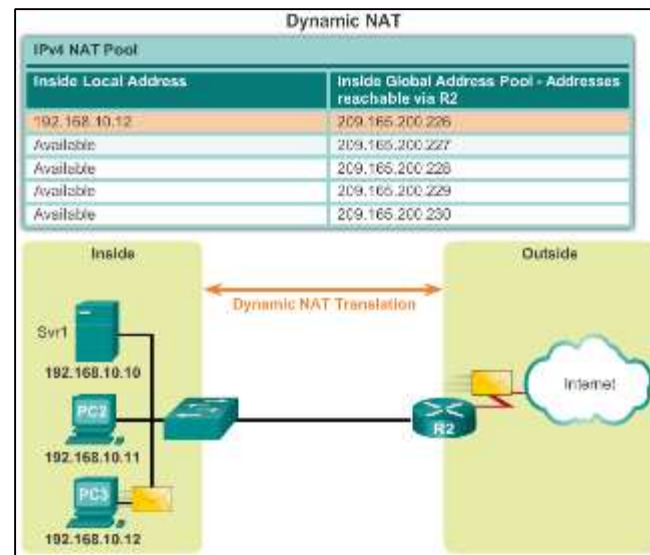 Dynamic NAT
IPv4 NAT Pool
Inside Local Address
Inside Global Address Pool - Addresses
reachable via R2
192.168.10.12
209.165.200.226
Available
209.165.200.227
Available
209.165.200.228
Available
209.165.200.229
Available
209.165.200.230
Inside
Outside
Dynamic NAT Translation
Svr1
192.168.10.10
Internet
PC2
R2
192.168.10.11
PC3
192.168.10.12